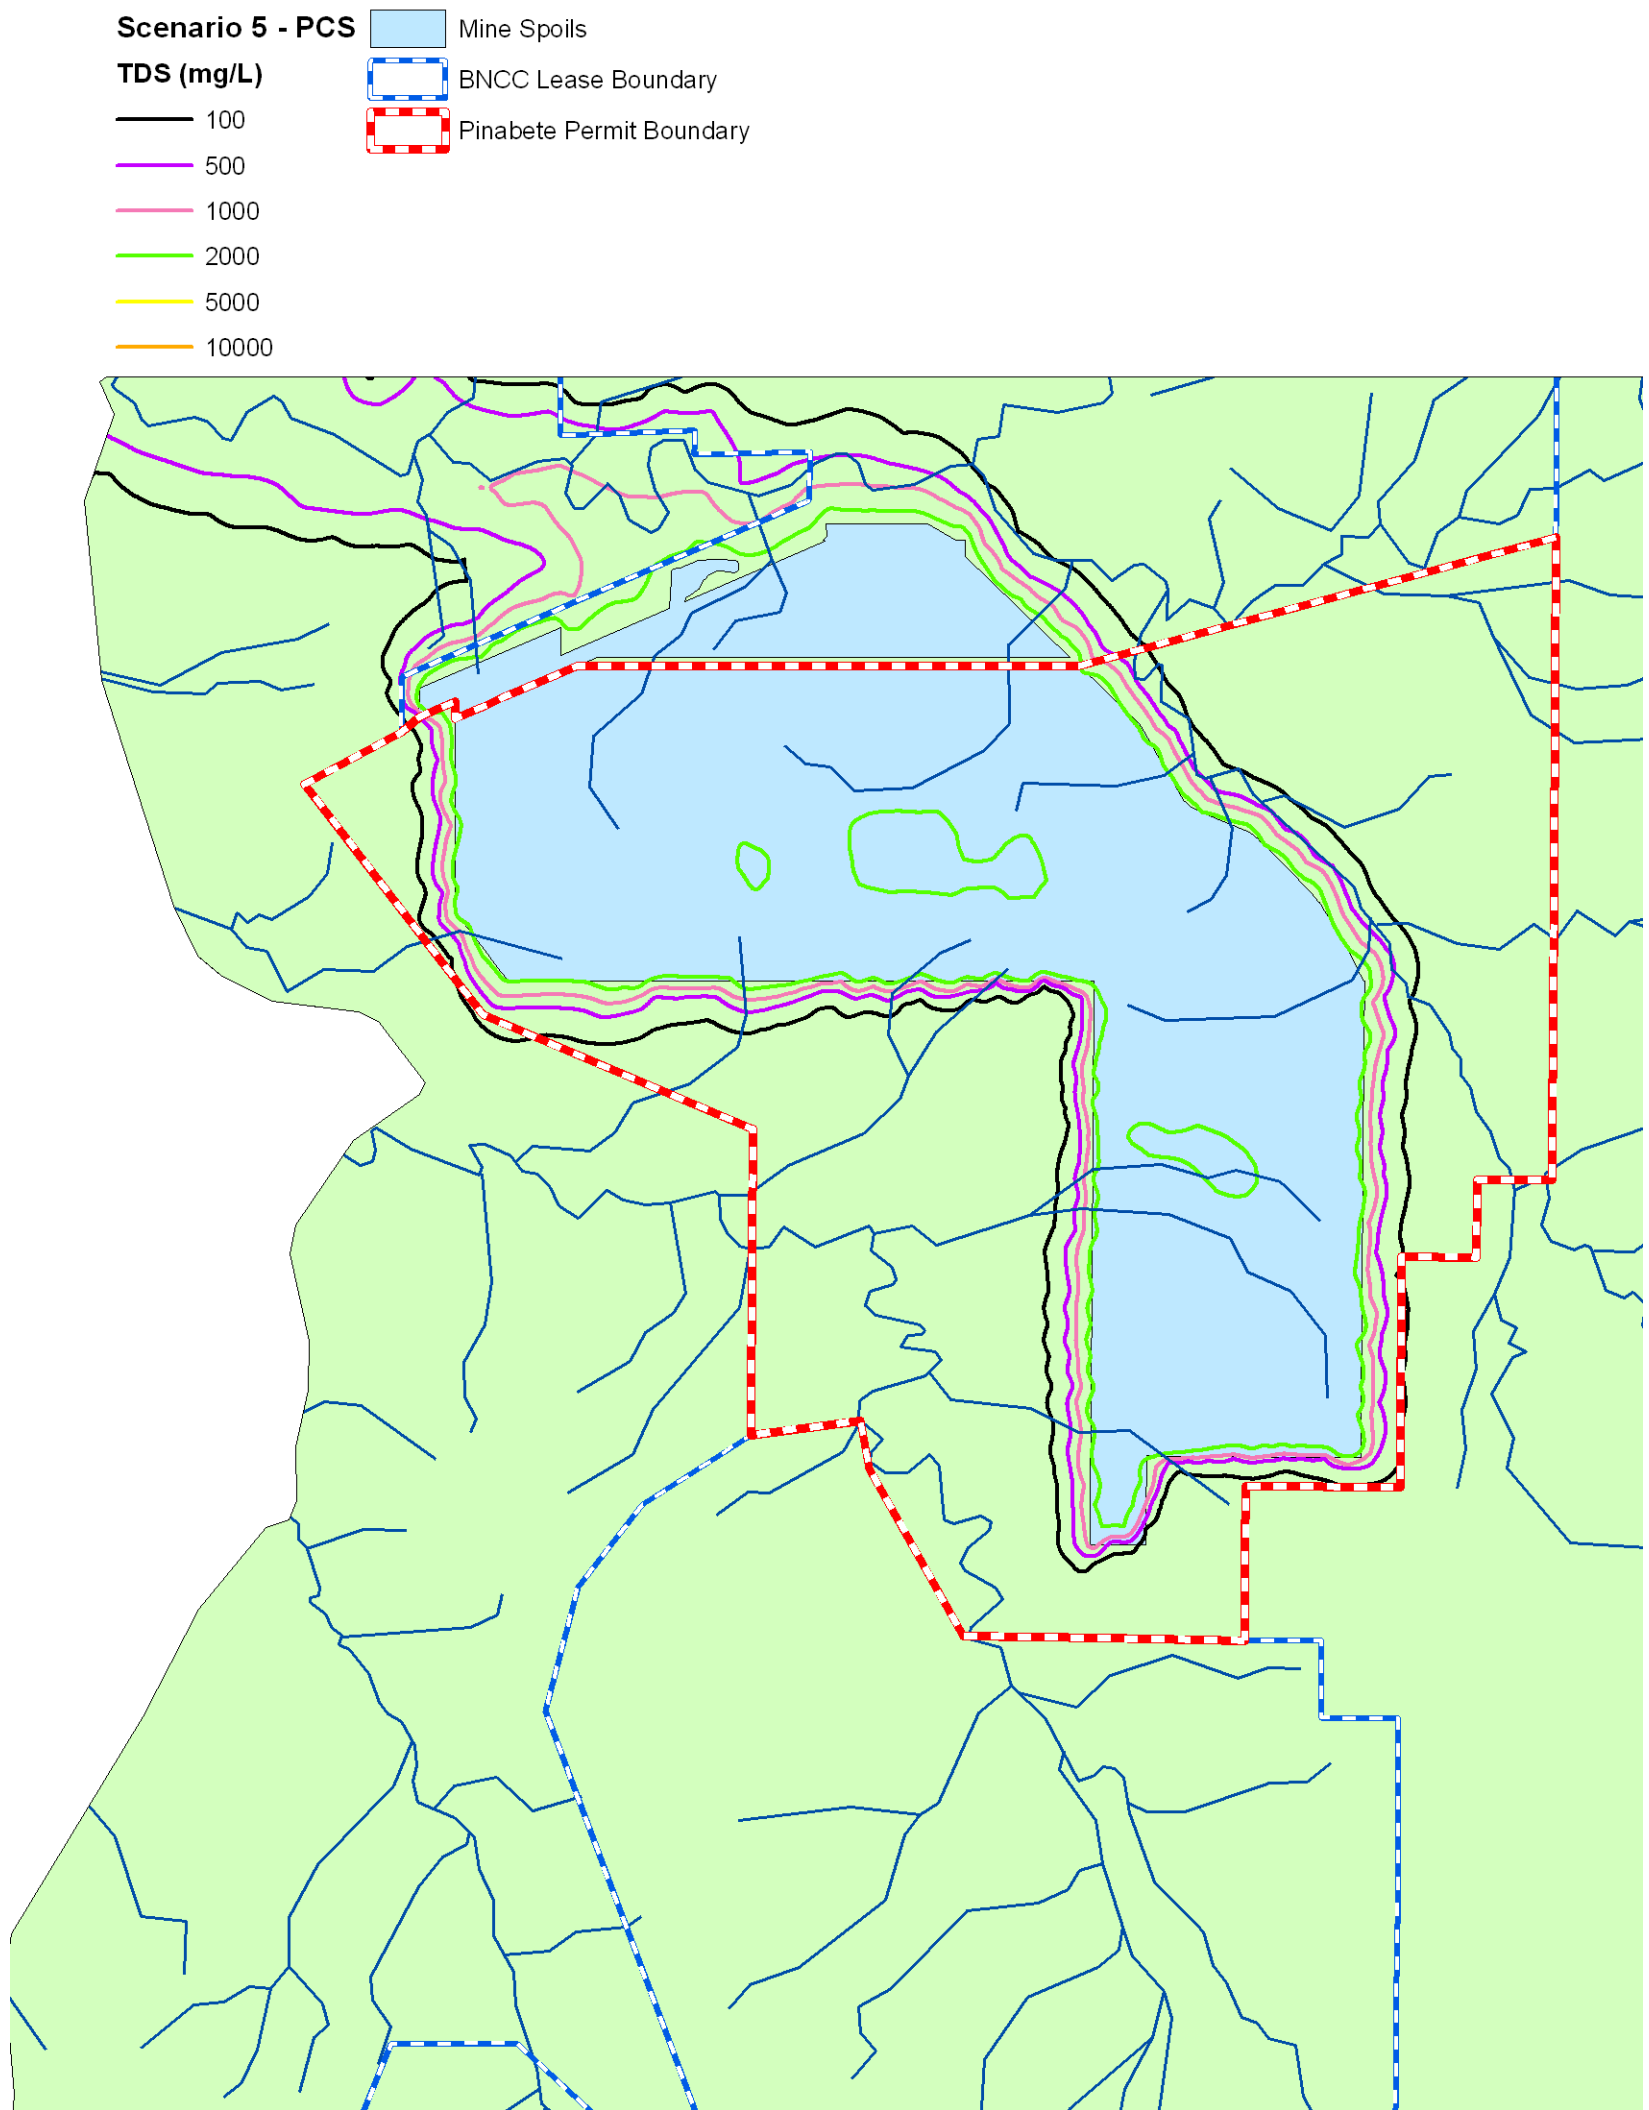 Scenario 5 - PCS
Mine Spoils
TDS (mg/L)
BNCC Lease Boundary
100
Pinabete Permit Boundary
500
1000
2000
5000
10000